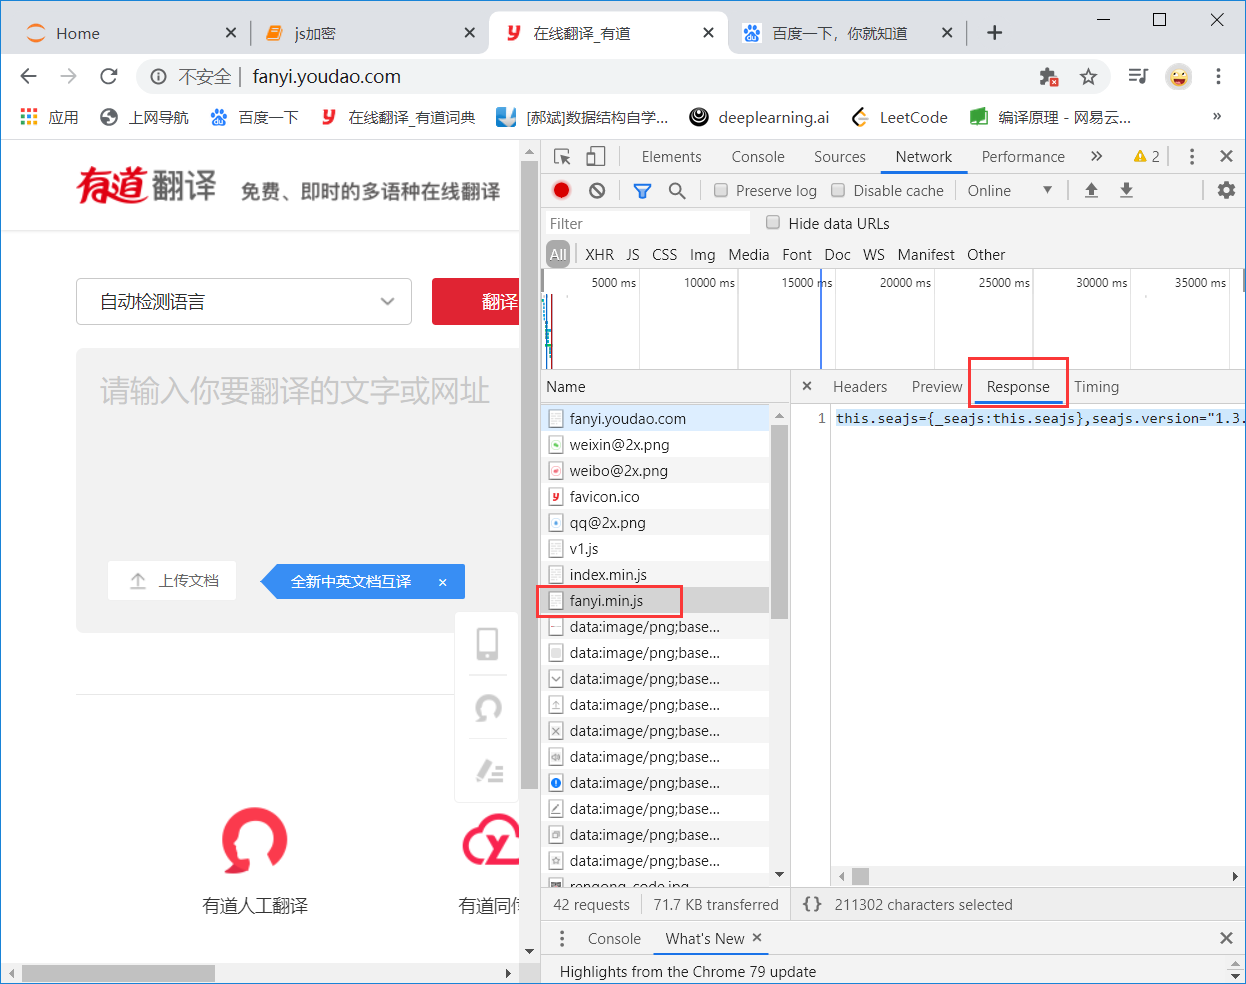 Home
js加密
在线翻译_有道
百度一下，你就知道
不安全
fanyi.youdao.com
应用
上网导航
百度一下
在线翻译_有道词典
[郝斌]数据结构自学...
deeplearning.ai
LeetCode
编译原理 - 网易云...
»
有道翻译
免费、即时的多语种在线翻译
自动检测语言
翻译
请输入你要翻译的文字或网址
上传文档
全新中英文档互译
有道人工翻译
有道同传
Elements
Console
Sources
Network
Performance
»
2
Preserve log
Disable cache
Online
Filter
Hide data URLs
All
XHR
JS
CSS
Img
Media
Font
Doc
WS
Manifest
Other
5000 ms
10000 ms
15000 ms
20000 ms
25000 ms
30000 ms
35000 ms
Name
Headers
Preview
Response
Timing
fanyi.youdao.com
weixin@2x.png
weibo@2x.png
favicon.ico
qq@2x.png
v1.js
index.min.js
fanyi.min.js
data:image/png;base...
data:image/png;base...
data:image/png;base...
data:image/png;base...
data:image/png;base...
data:image/png;base...
data:image/png;base...
data:image/png;base...
data:image/png;base...
data:image/png;base...
rengong_code.jpg
1
this.seajs={_seajs:this.seajs},seajs.version="1.3.
42 requests
71.7 KB transferred
{ }
211302 characters selected
Console
What's New
Highlights from the Chrome 79 update